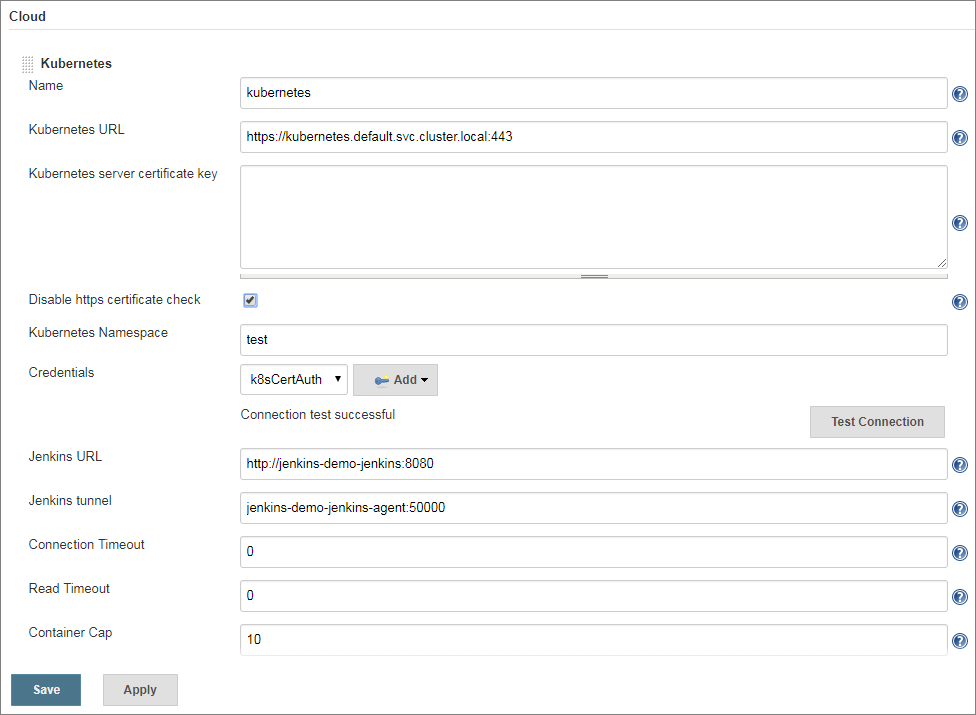 Cloud
Kubernetes
Name
kubernetes
Kubernetes URL
https://kubernetes.default.svc.cluster.local:443
Kubernetes server certificate key
Disable https certificate check
Kubernetes Namespace
test
Credentials
k8sCertAuth
Add
Connection test successful
Test Connection
Jenkins URL
http://jenkins-demo-jenkins:8080
Jenkins tunnel
jenkins-demo-jenkins-agent:50000
Connection Timeout
0
Read Timeout
0
Container Cap
10
Save
Apply